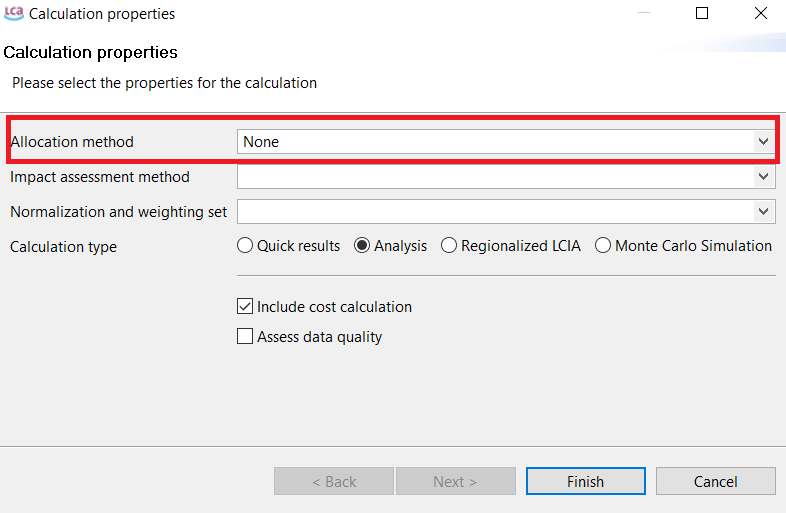 LCA Calculation properties
Calculation properties
Please select the properties for the calculation
Allocation method None
Impact assessment method
Normalization and weighting set
Calculation type Quick results Analysis Regionalized LCIA Monte Carlo Simulation
Include cost calculation
Assess data quality
< Back Next > Finish Cancel